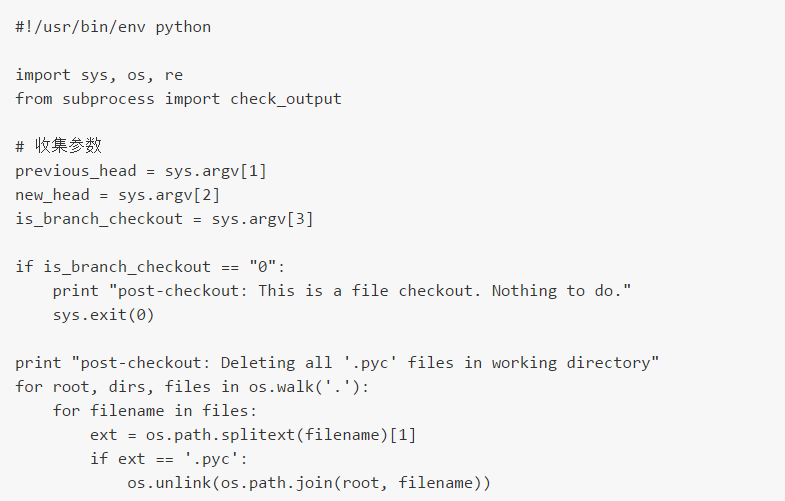 #!/usr/bin/env python
import sys, os, re
from subprocess import check_output
# 收集参数
previous_head = sys.argv[1]
new_head = sys.argv[2]
is_branch_checkout = sys.argv[3]
if is_branch_checkout == "0":
    print "post-checkout: This is a file checkout. Nothing to do."
    sys.exit(0)
print "post-checkout: Deleting all '.pyc' files in working directory"
for root, dirs, files in os.walk('.'):
    for filename in files:
        ext = os.path.splitext(filename)[1]
        if ext == '.pyc':
            os.unlink(os.path.join(root, filename))